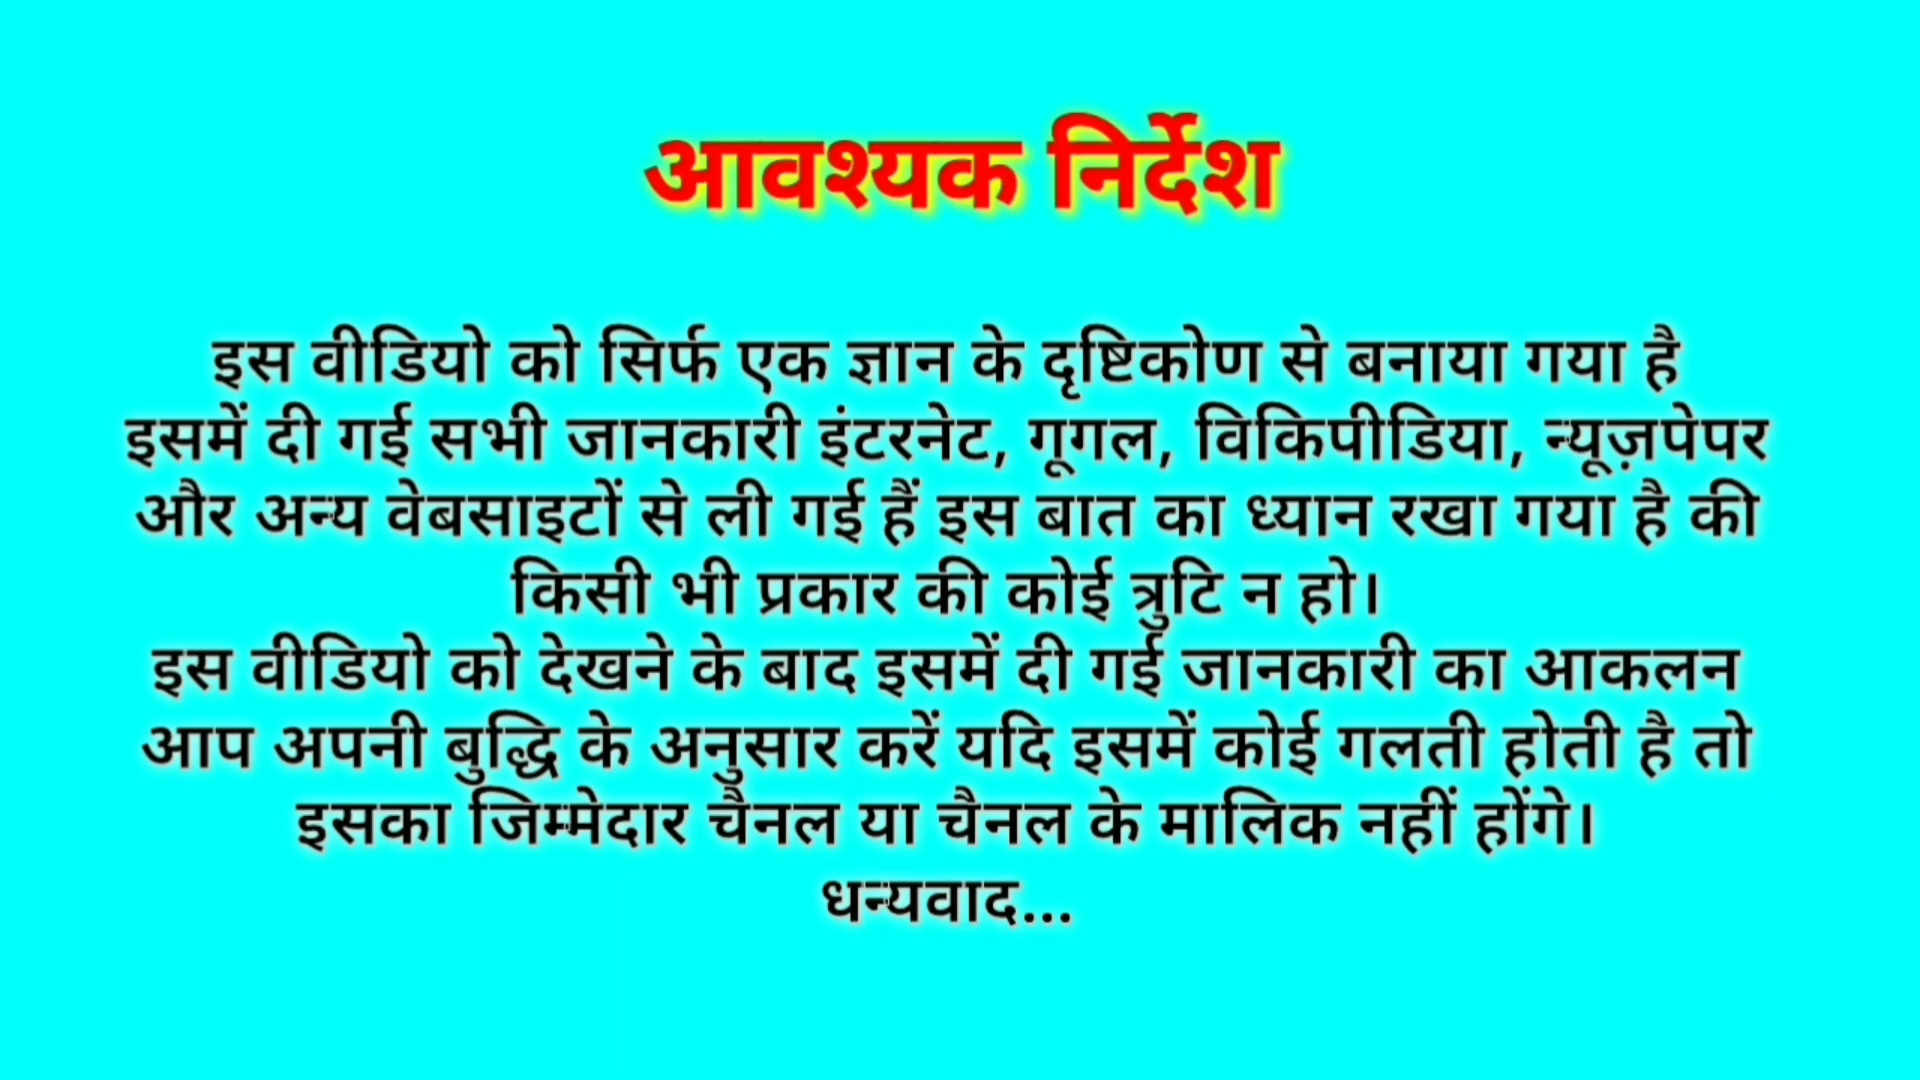 आवश्यक निर्देश
इस वीडियो को सिर्फ एक ज्ञान के दृष्टिकोण से बनाया गया है
इसमें दी गई सभी जानकारी इंटरनेट, गूगल, विकिपीडिया, न्यूज़पेपर
और अन्य वेबसाइटों से ली गई हैं इस बात का ध्यान रखा गया है की
किसी भी प्रकार की कोई त्रुटि न हो।
इस वीडियो को देखने के बाद इसमें दी गई जानकारी का आकलन
आप अपनी बुद्धि के अनुसार करें यदि इसमें कोई गलती होती है तो
इसका जिम्मेदार चैनल या चैनल के मालिक नहीं होंगे।
धन्यवाद...